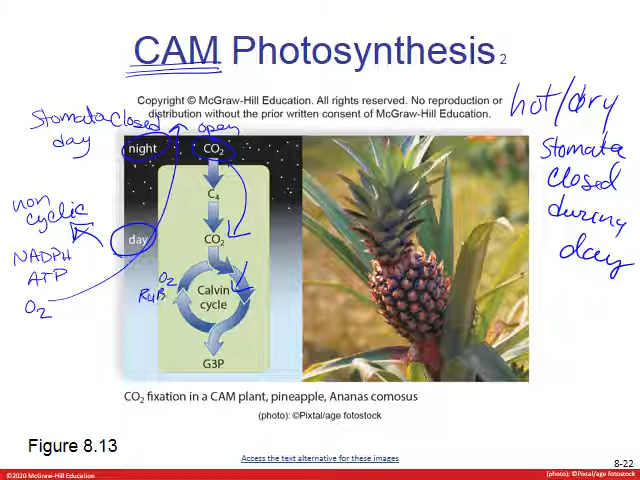 CAM Photosynthesis 2
Copyright © McGraw-Hill Education. All rights reserved. No reproduction or
distribution without the prior written consent of McGraw-Hill Education.
hot/dry
Stomata
closed
during
day
Stomata closed
day
open
night
CO2
C4
non
cyclic
day
CO2
NADPH
ATP
O2
O2
RuB
Calvin
cycle
G3P
CO2 fixation in a CAM plant, pineapple, Ananas comosus
(photo): ©Pixtal/age fotostock
Figure 8.13
Access the text alternative for these images
8-22
©2020 McGraw-Hill Education
(photo): ©Pixtal/age fotostock